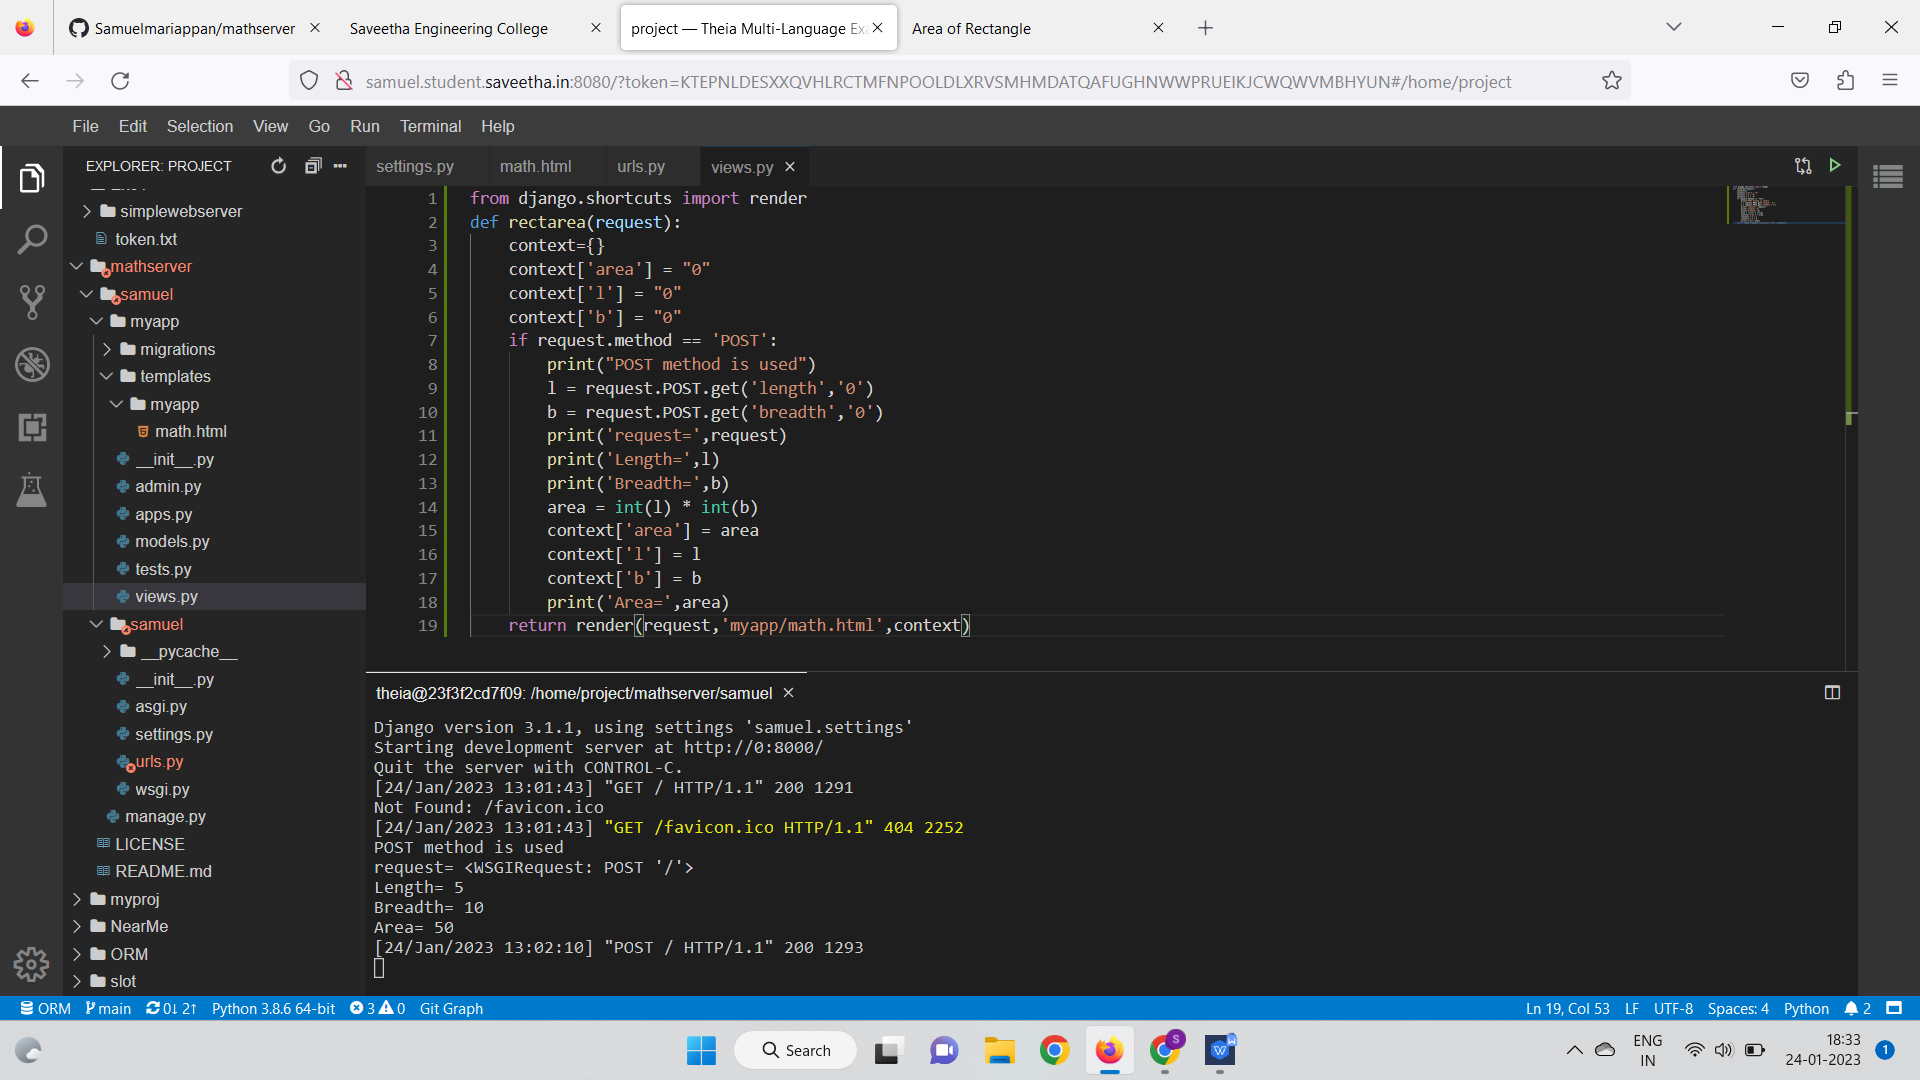 Samuelmariappan/mathserver
Saveetha Engineering College
project — Theia Multi-Language Exa
Area of Rectangle
samuel.student.saveetha.in:8080/?token=KTEPNLDESXXQVHLRCTMFNPOOLDLXRVSMHMDATQAFUGHNWWPRUEIKJCWQWVMBHYUN#/home/project
File Edit Selection View Go Run Terminal Help
EXPLORER: PROJECT
simplewebserver
token.txt
mathserver
samuel
myapp
migrations
templates
myapp
math.html
__init__.py
admin.py
apps.py
models.py
tests.py
views.py
samuel
__pycache__
__init__.py
asgi.py
settings.py
urls.py
wsgi.py
manage.py
LICENSE
README.md
myproj
NearMe
ORM
slot
settings.py math.html urls.py views.py
1 from django.shortcuts import render
2 def rectarea(request):
3     context={}
4     context['area'] = "0"
5     context['l'] = "0"
6     context['b'] = "0"
7     if request.method == 'POST':
8         print("POST method is used")
9         l = request.POST.get('length','0')
10         b = request.POST.get('breadth','0')
11         print('request=',request)
12         print('Length=',l)
13         print('Breadth=',b)
14         area = int(l) * int(b)
15         context['area'] = area
16         context['l'] = l
17         context['b'] = b
18         print('Area=',area)
19     return render(request,'myapp/math.html',context)
theia@23f3f2cd7f09: /home/project/mathserver/samuel
Django version 3.1.1, using settings 'samuel.settings'
Starting development server at http://0:8000/
Quit the server with CONTROL-C.
[24/Jan/2023 13:01:43] "GET / HTTP/1.1" 200 1291
Not Found: /favicon.ico
[24/Jan/2023 13:01:43] "GET /favicon.ico HTTP/1.1" 404 2252
POST method is used
request= <WSGIRequest: POST '/'>
Length= 5
Breadth= 10
Area= 50
[24/Jan/2023 13:02:10] "POST / HTTP/1.1" 200 1293
ORM main 0↓ 2↑ Python 3.8.6 64-bit 3 0 Git Graph
Ln 19, Col 53 LF UTF-8 Spaces: 4 Python 2
Search
S
ENG
IN
18:33
24-01-2023
1